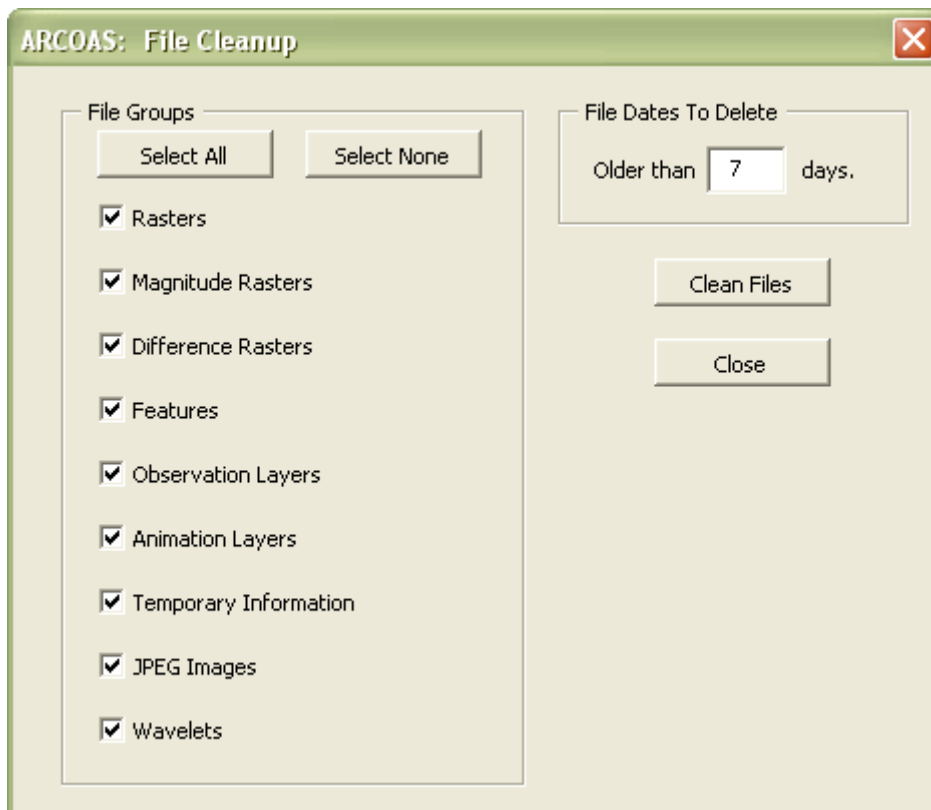 ARCOAS: File Cleanup
File Groups
Select All
Select None
Rasters
Magnitude Rasters
Difference Rasters
Features
Observation Layers
Animation Layers
Temporary Information
JPEG Images
Wavelets
File Dates To Delete
Older than 7 days.
Clean Files
Close